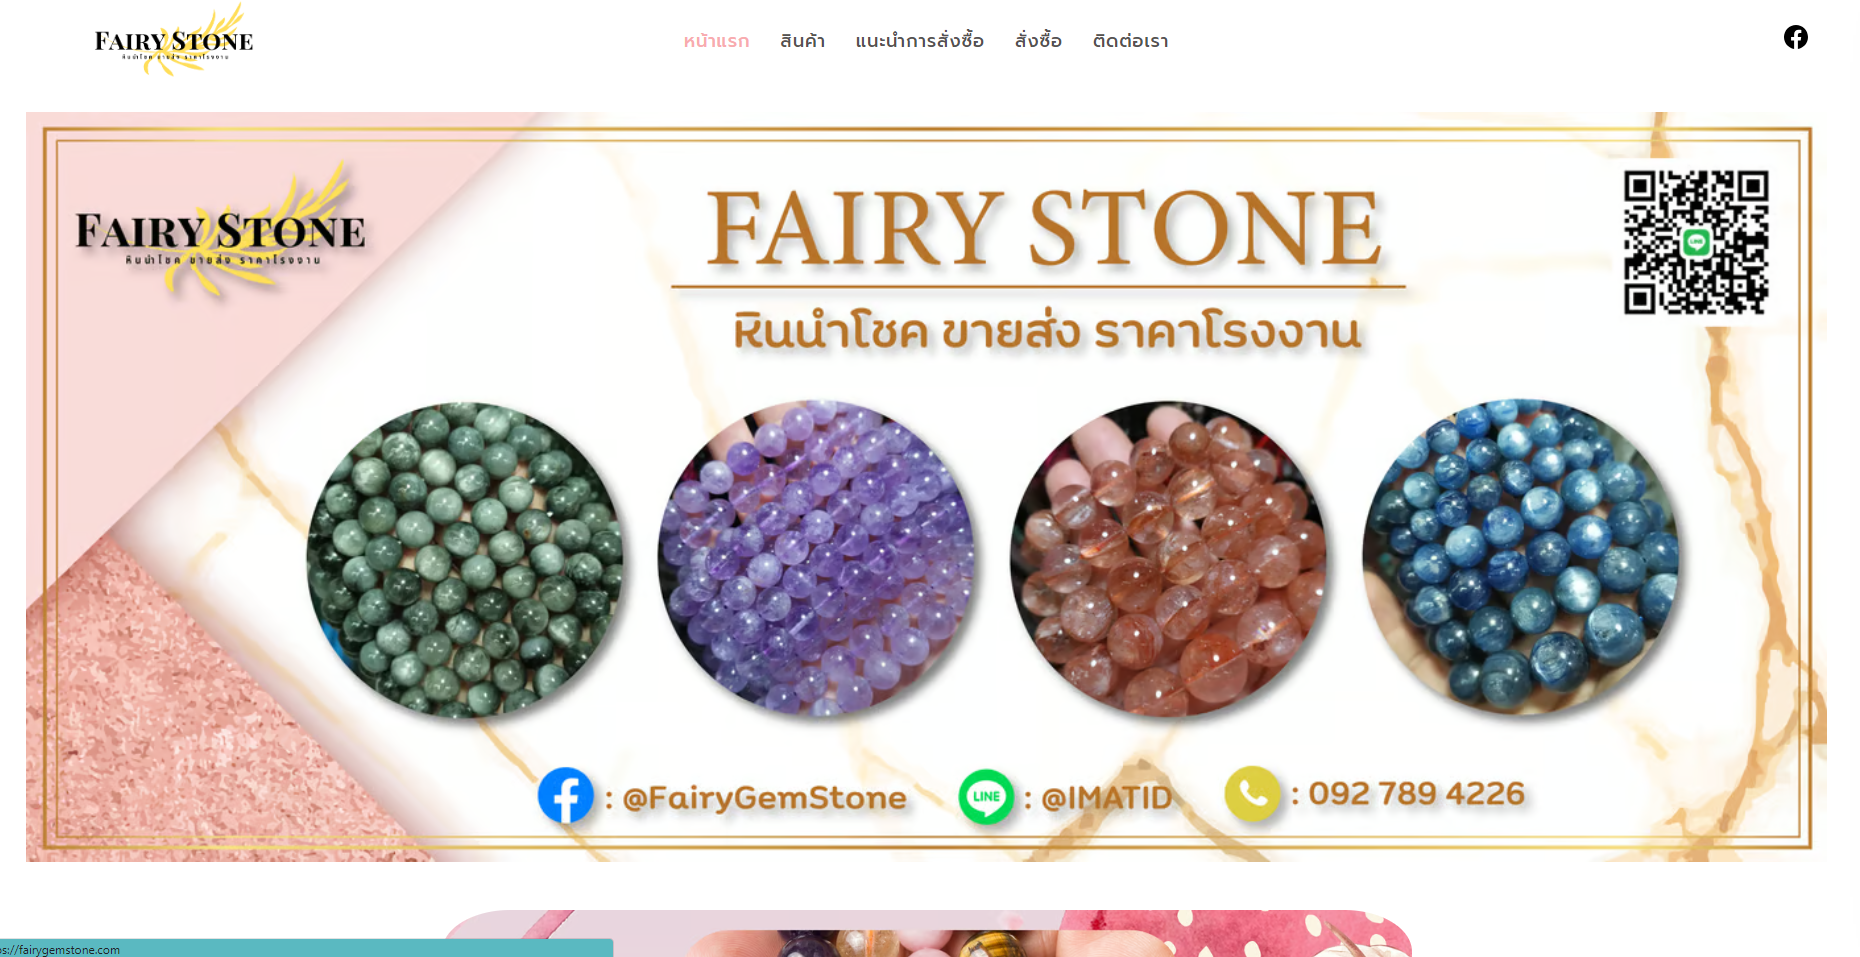 FAIRY STONE
หินนำโชค ขายส่ง ราคาโรงงาน
หน้าแรก สินค้า แนะนำการสั่งซื้อ สั่งซื้อ ติดต่อเรา
FAIRY STONE
หินนำโชค ขายส่ง ราคาโรงงาน
FAIRY STONE
หินนำโชค ขายส่ง ราคาโรงงาน
LINE : @FairyGemStone
LINE : @IMATID
: 092 789 4226
s://fairygemstone.com